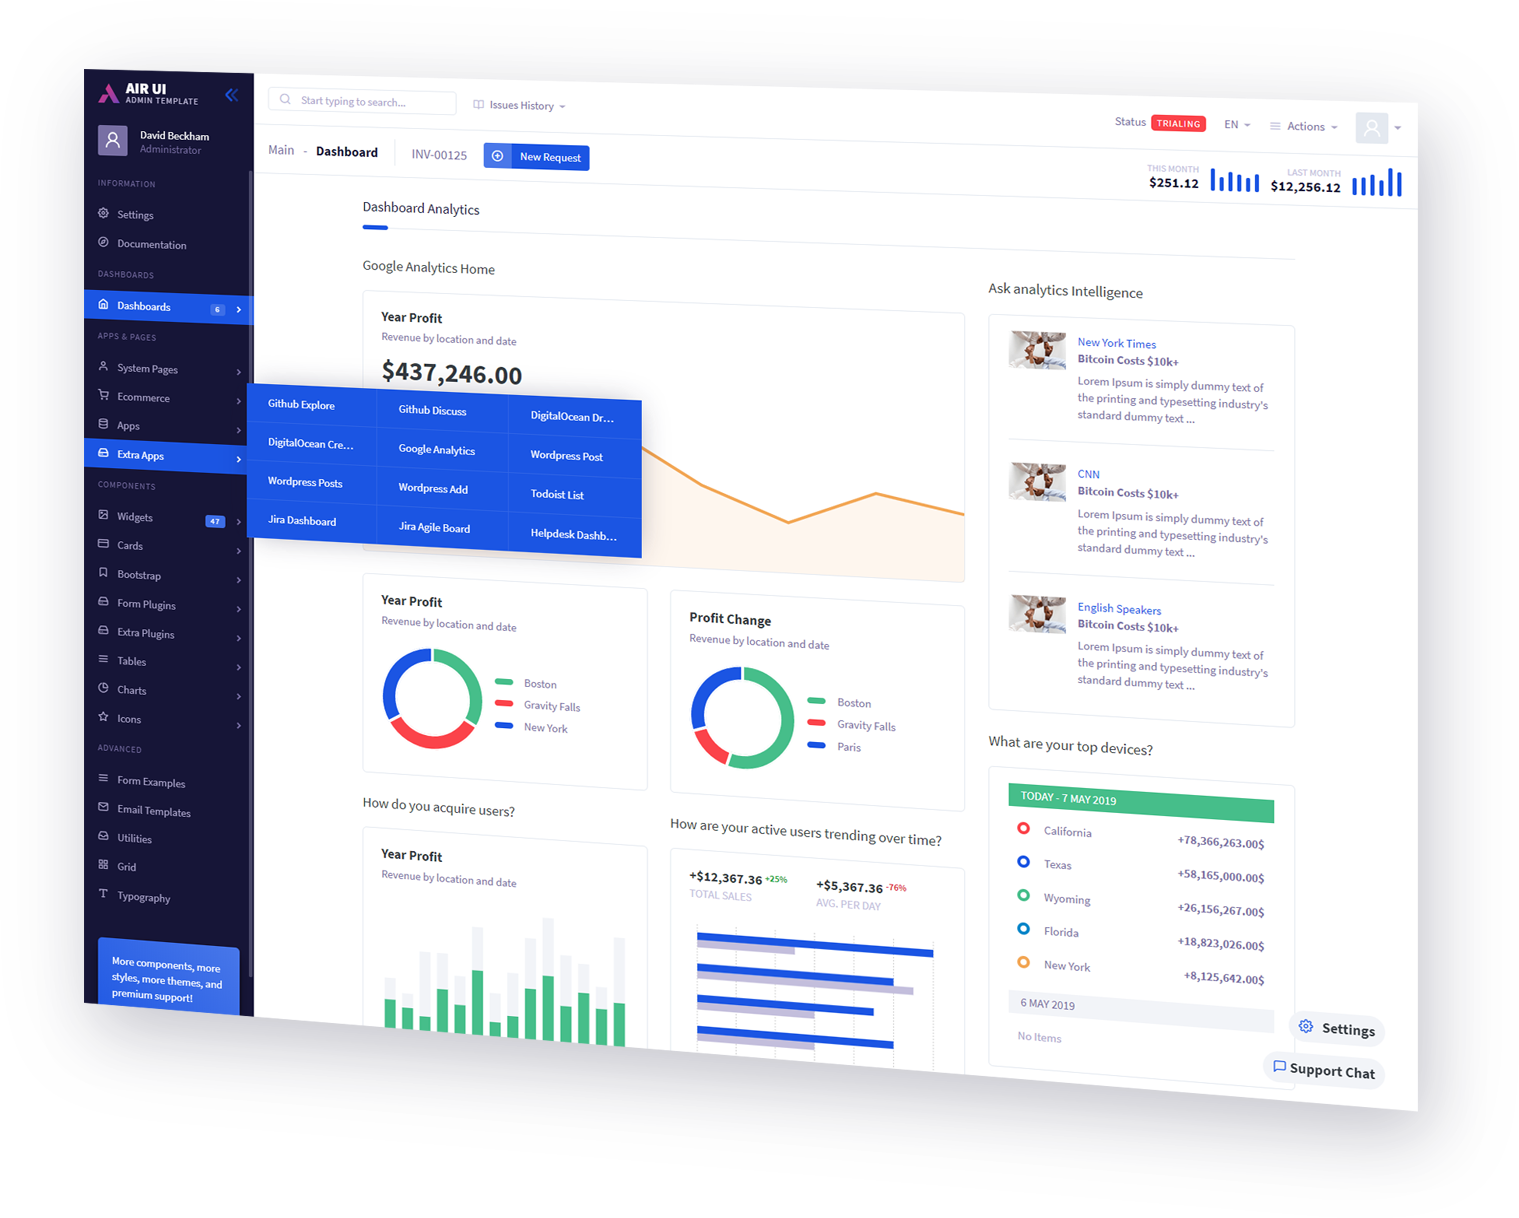 AIR UI
ADMIN TEMPLATE
David Beckham
Administrator
INFORMATION
Settings
Documentation
DASHBOARDS
Dashboards 6
APPS & PAGES
System Pages
Ecommerce
Apps
Extra Apps
COMPONENTS
Widgets 47
Cards
Bootstrap
Form Plugins
Extra Plugins
Tables
Charts
Icons
ADVANCED
Form Examples
Email Templates
Utilities
Grid
Typography
More components, more
styles, more themes, and
premium support!
Start typing to search...
Issues History
Status TRIALING
EN
Actions
Main - Dashboard
INV-00125
New Request
THIS MONTH
$251.12
LAST MONTH
$12,256.12
Dashboard Analytics
Google Analytics Home
Year Profit
Revenue by location and date
$437,246.00
Github Explore
Github Discuss
DigitalOcean Dr...
DigitalOcean Cre...
Google Analytics
Wordpress Post
Wordpress Posts
Wordpress Add
Todoist List
Jira Dashboard
Jira Agile Board
Helpdesk Dashb...
Year Profit
Revenue by location and date
Boston
Gravity Falls
New York
Profit Change
Revenue by location and date
Boston
Gravity Falls
Paris
How do you acquire users?
Year Profit
Revenue by location and date
How are your active users trending over time?
+$12,367.36 +25%
TOTAL SALES
+$5,367.36 -76%
AVG. PER DAY
Ask analytics Intelligence
New York Times
Bitcoin Costs $10k+
Lorem Ipsum is simply dummy text of
the printing and typesetting industry's
standard dummy text ...
CNN
Bitcoin Costs $10k+
Lorem Ipsum is simply dummy text of
the printing and typesetting industry's
standard dummy text ...
English Speakers
Bitcoin Costs $10k+
Lorem Ipsum is simply dummy text of
the printing and typesetting industry's
standard dummy text ...
What are your top devices?
TODAY - 7 MAY 2019
California +78,366,263.00$
Texas +58,165,000.00$
Wyoming +26,156,267.00$
Florida +18,823,026.00$
New York +8,125,642.00$
6 MAY 2019
No Items
Settings
Support Chat